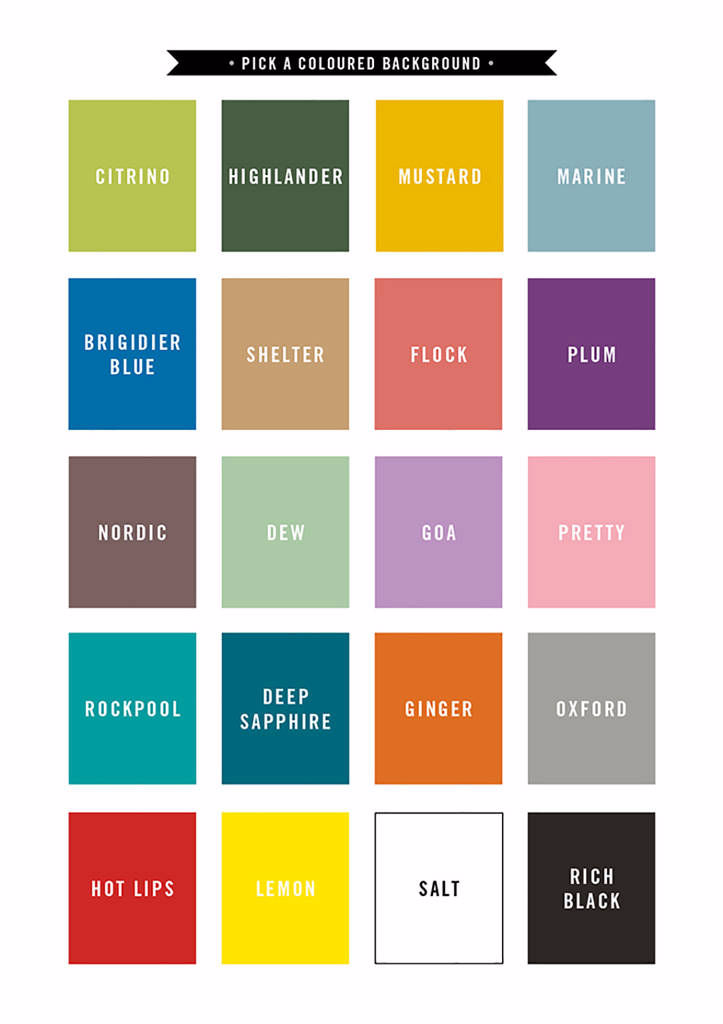 • PICK A COLOURED BACKGROUND •
CITRINO
HIGHLANDER
MUSTARD
MARINE
BRIGIDIER
BLUE
SHELTER
FLOCK
PLUM
NORDIC
DEW
GOA
PRETTY
ROCKPOOL
DEEP
SAPPHIRE
GINGER
OXFORD
HOT LIPS
LEMON
SALT
RICH
BLACK